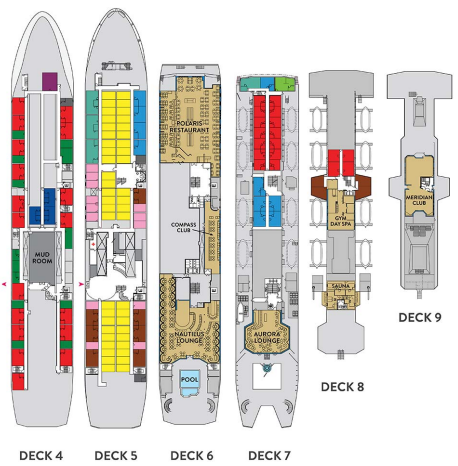 POLARIS
RESTAURANT
COMPASS
CLUB
MUD
ROOM
NAUTILUS
LOUNGE
POOL
AURORA
LOUNGE
GYM
DAY SPA
SAUNA
MERIDIAN
CLUB
DECK 9
DECK 8
DECK 4
DECK 5
DECK 6
DECK 7